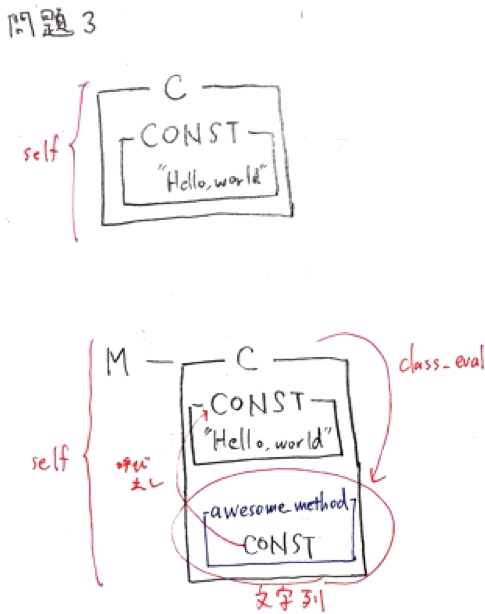 問題3
C
self
CONST
"Hello, world"
M
C
class_eval
CONST
"Hello, world"
self
呼び
出し
awesome_method
CONST
文字列